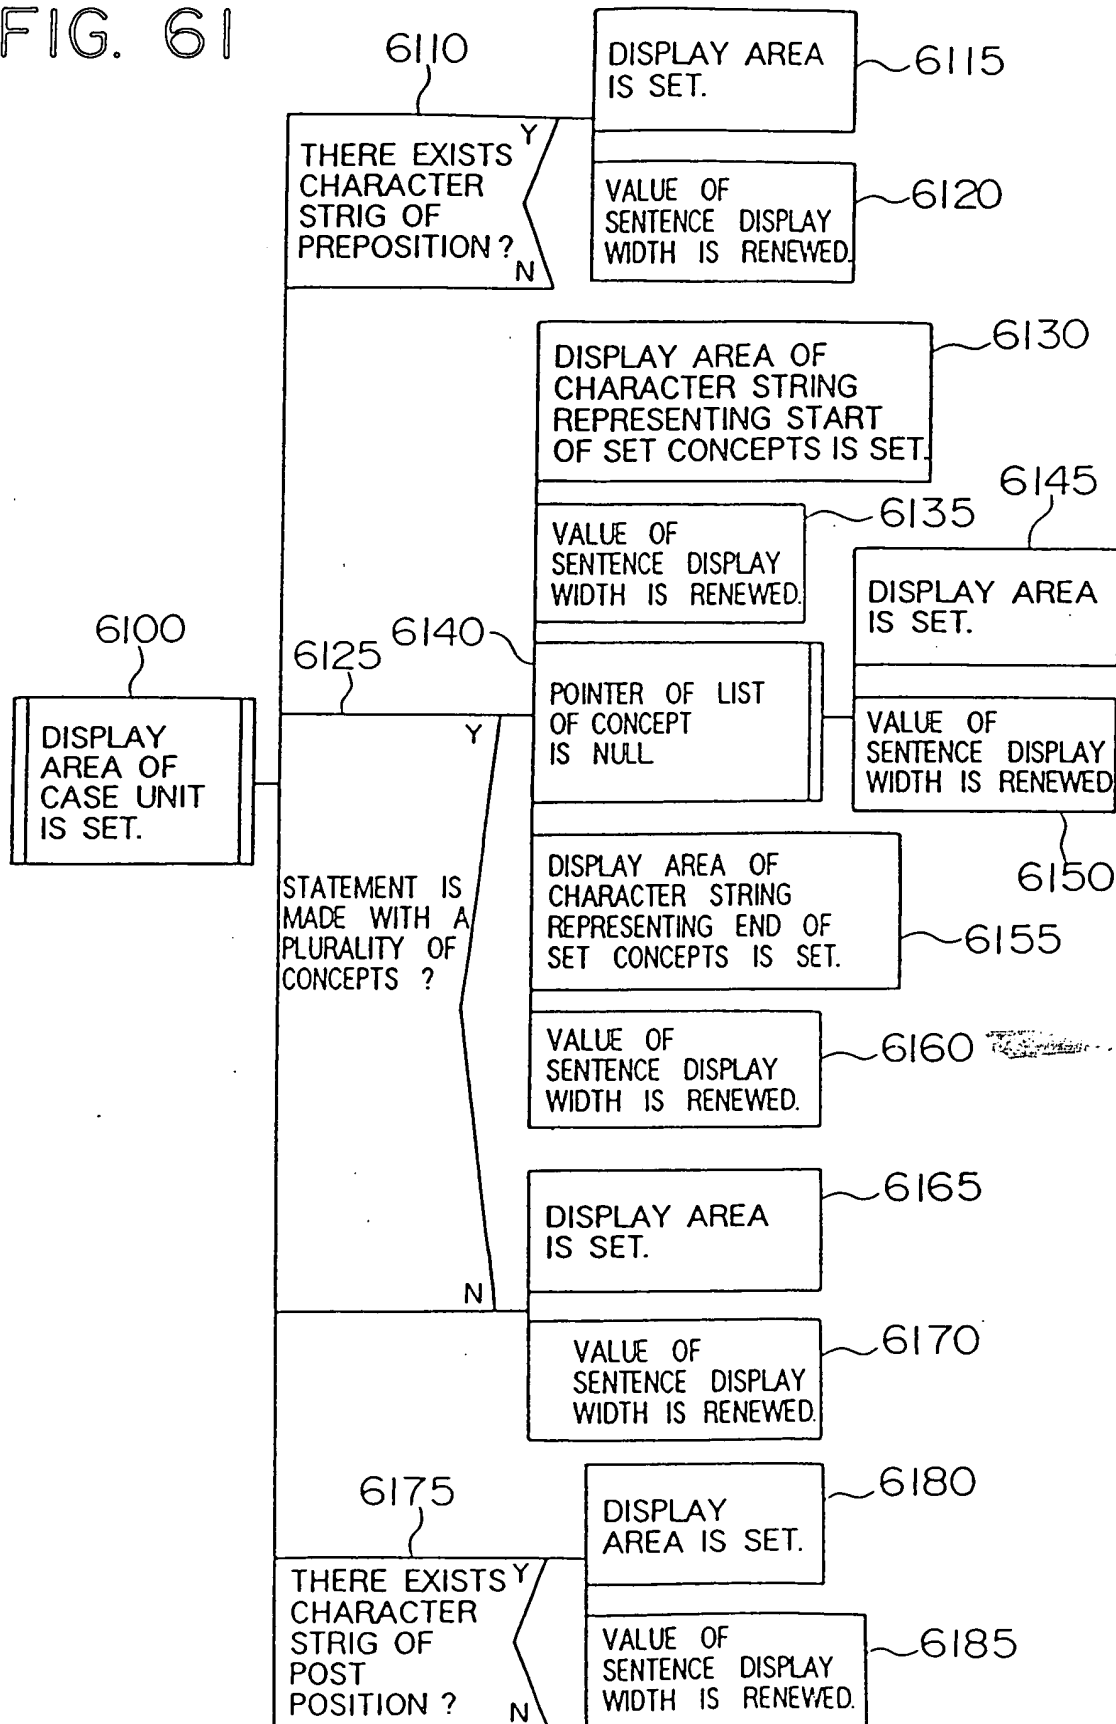 FIG. 61
6110
DISPLAY AREA
IS SET.
6115
THERE EXISTS
CHARACTER
STRIG OF
PREPOSITION ?
Y
N
VALUE OF
SENTENCE DISPLAY
WIDTH IS RENEWED.
6120
DISPLAY AREA OF
CHARACTER STRING
REPRESENTING START
OF SET CONCEPTS IS SET.
6130
VALUE OF
SENTENCE DISPLAY
WIDTH IS RENEWED.
6135
6145
DISPLAY AREA
IS SET.
6100
DISPLAY
AREA OF
CASE UNIT
IS SET.
6125
6140
POINTER OF LIST
OF CONCEPT
IS NULL
VALUE OF
SENTENCE DISPLAY
WIDTH IS RENEWED
6150
Y
STATEMENT IS
MADE WITH A
PLURALITY OF
CONCEPTS ?
N
DISPLAY AREA OF
CHARACTER STRING
REPRESENTING END OF
SET CONCEPTS IS SET.
6155
VALUE OF
SENTENCE DISPLAY
WIDTH IS RENEWED.
6160
DISPLAY AREA
IS SET.
6165
VALUE OF
SENTENCE DISPLAY
WIDTH IS RENEWED.
6170
6175
DISPLAY
AREA IS SET.
6180
THERE EXISTS
CHARACTER
STRIG OF
POST
POSITION ?
Y
N
VALUE OF
SENTENCE DISPLAY
WIDTH IS RENEWED.
6185